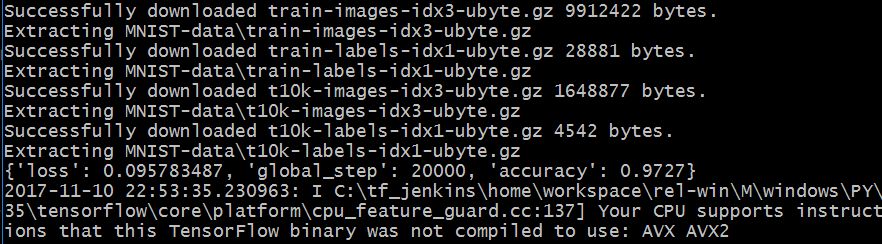 Successfully downloaded train-images-idx3-ubyte.gz 9912422 bytes.
Extracting MNIST-data\train-images-idx3-ubyte.gz
Successfully downloaded train-labels-idx1-ubyte.gz 28881 bytes.
Extracting MNIST-data\train-labels-idx1-ubyte.gz
Successfully downloaded t10k-images-idx3-ubyte.gz 1648877 bytes.
Extracting MNIST-data\t10k-images-idx3-ubyte.gz
Successfully downloaded t10k-labels-idx1-ubyte.gz 4542 bytes.
Extracting MNIST-data\t10k-labels-idx1-ubyte.gz
{'loss': 0.095783487, 'global_step': 20000, 'accuracy': 0.9727}
2017-11-10 22:53:35.230963: I C:\tf_jenkins\home\workspace\rel-win\M\windows\PY\
35\tensorflow\core\platform\cpu_feature_guard.cc:137] Your CPU supports instruct
ions that this TensorFlow binary was not compiled to use: AVX AVX2